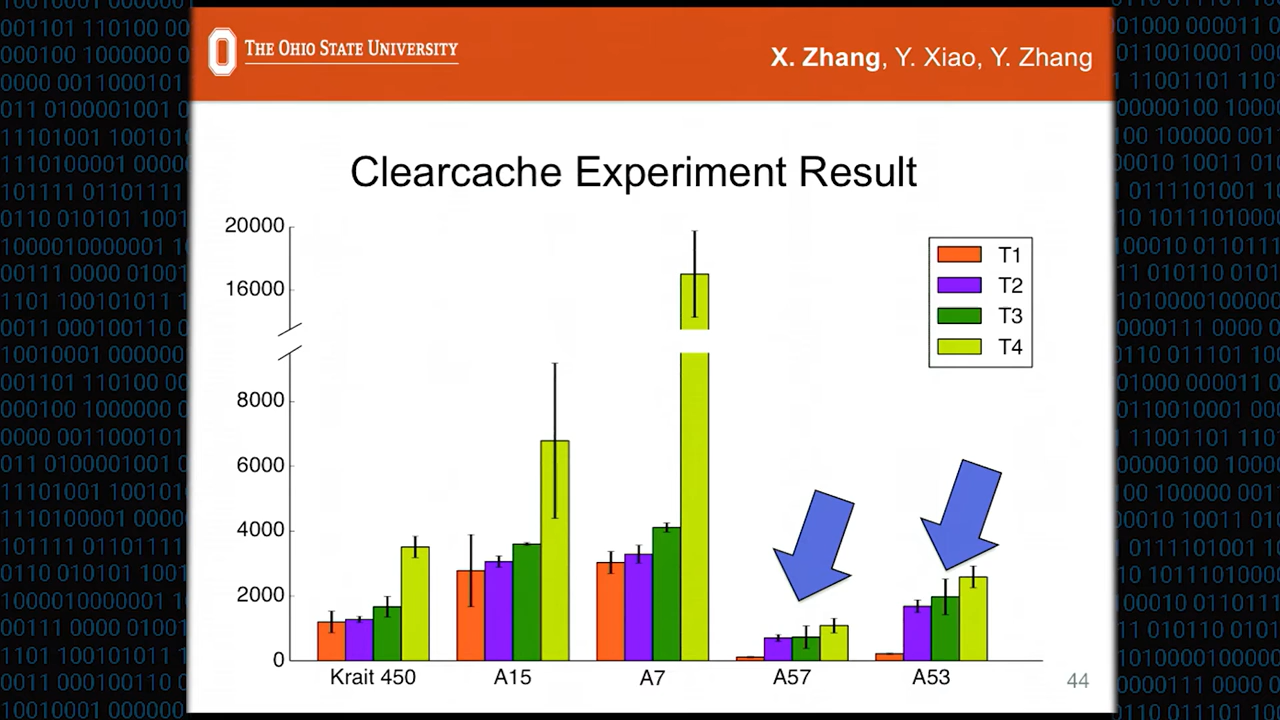 THE OHIO STATE UNIVERSITY
X. Zhang, Y. Xiao, Y. Zhang
Clearcache Experiment Result
20000
16000
8000
6000
4000
2000
0
T1
T2
T3
T4
Krait 450 A15 A7 A57 A53
44